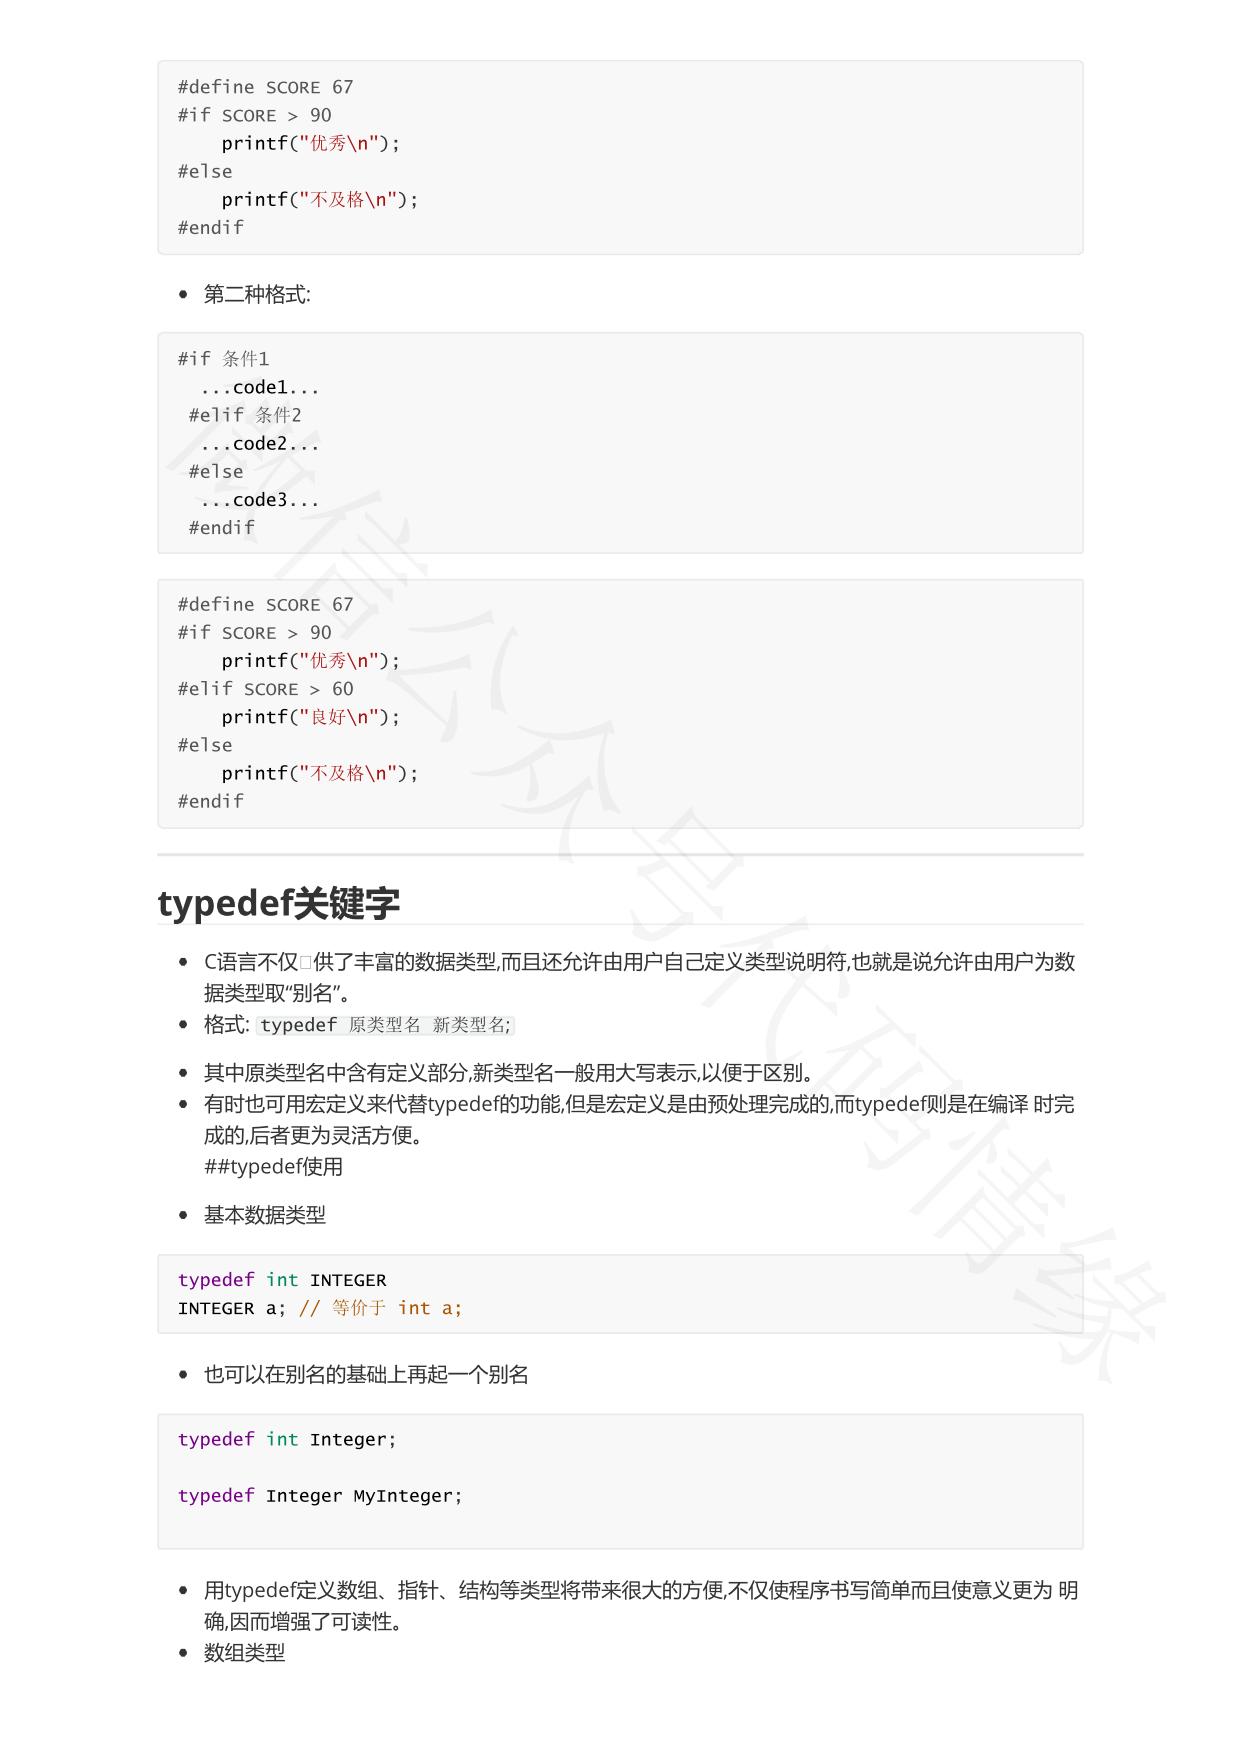 #define SCORE 67
#if SCORE > 90
    printf("优秀\n");
#else
    printf("不及格\n");
#endif
• 第二种格式:
#if 条件1
  ...code1...
 #elif 条件2
  ...code2...
 #else
  ...code3...
 #endif
#define SCORE 67
#if SCORE > 90
    printf("优秀\n");
#elif SCORE > 60
    printf("良好\n");
#else
    printf("不及格\n");
#endif
typedef关键字
• C语言不仅供了丰富的数据类型,而且还允许由用户自己定义类型说明符,也就是说允许由用户为数
据类型取“别名”。
• 格式: typedef 原类型名 新类型名;
• 其中原类型名中含有定义部分,新类型名一般用大写表示,以便于区别。
• 有时也可用宏定义来代替typedef的功能,但是宏定义是由预处理完成的,而typedef则是在编译 时完
成的,后者更为灵活方便。
##typedef使用
• 基本数据类型
typedef int INTEGER
INTEGER a; // 等价于 int a;
• 也可以在别名的基础上再起一个别名
typedef int Integer;
typedef Integer MyInteger;
• 用typedef定义数组、指针、结构等类型将带来很大的方便,不仅使程序书写简单而且使意义更为 明
确,因而增强了可读性。
• 数组类型
微信公众号代码情缘